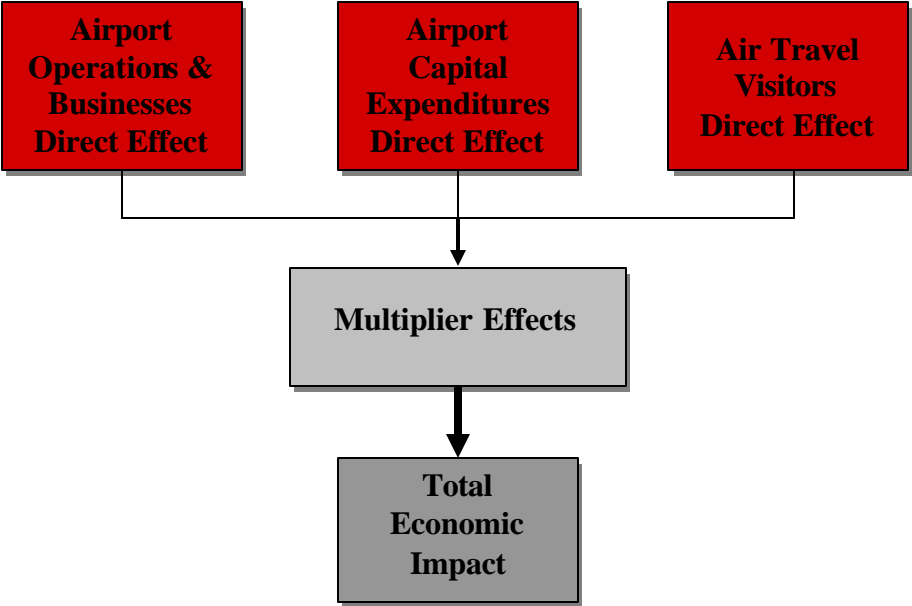 Airport
Operations &
Businesses
Direct Effect
Airport
Capital
Expenditures
Direct Effect
Air Travel
Visitors
Direct Effect
Multiplier Effects
Total
Economic
Impact